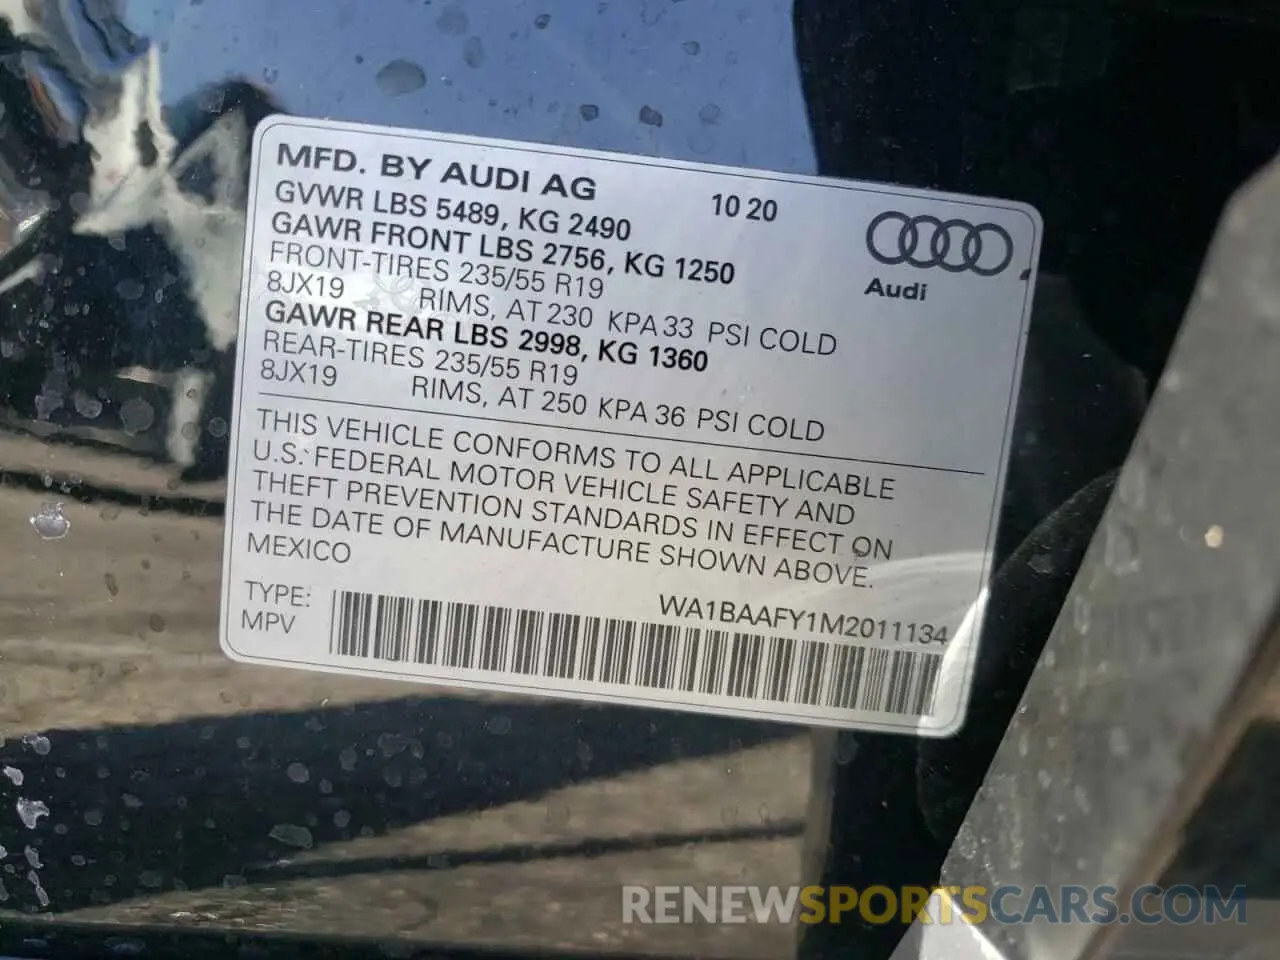 MFD. BY AUDI AG 10 20
GVWR LBS 5489, KG 2490
GAWR FRONT LBS 2756, KG 1250
FRONT-TIRES 235/55 R19
8JX19 RIMS, AT 230 KPA 33 PSI COLD
GAWR REAR LBS 2998, KG 1360
REAR-TIRES 235/55 R19
8JX19 RIMS, AT 250 KPA 36 PSI COLD
Audi
THIS VEHICLE CONFORMS TO ALL APPLICABLE
U.S. FEDERAL MOTOR VEHICLE SAFETY AND
THEFT PREVENTION STANDARDS IN EFFECT ON
THE DATE OF MANUFACTURE SHOWN ABOVE.
MEXICO
WA1BAAFY1M2011134
TYPE:
MPV
RENEWSPORTSCARS.COM